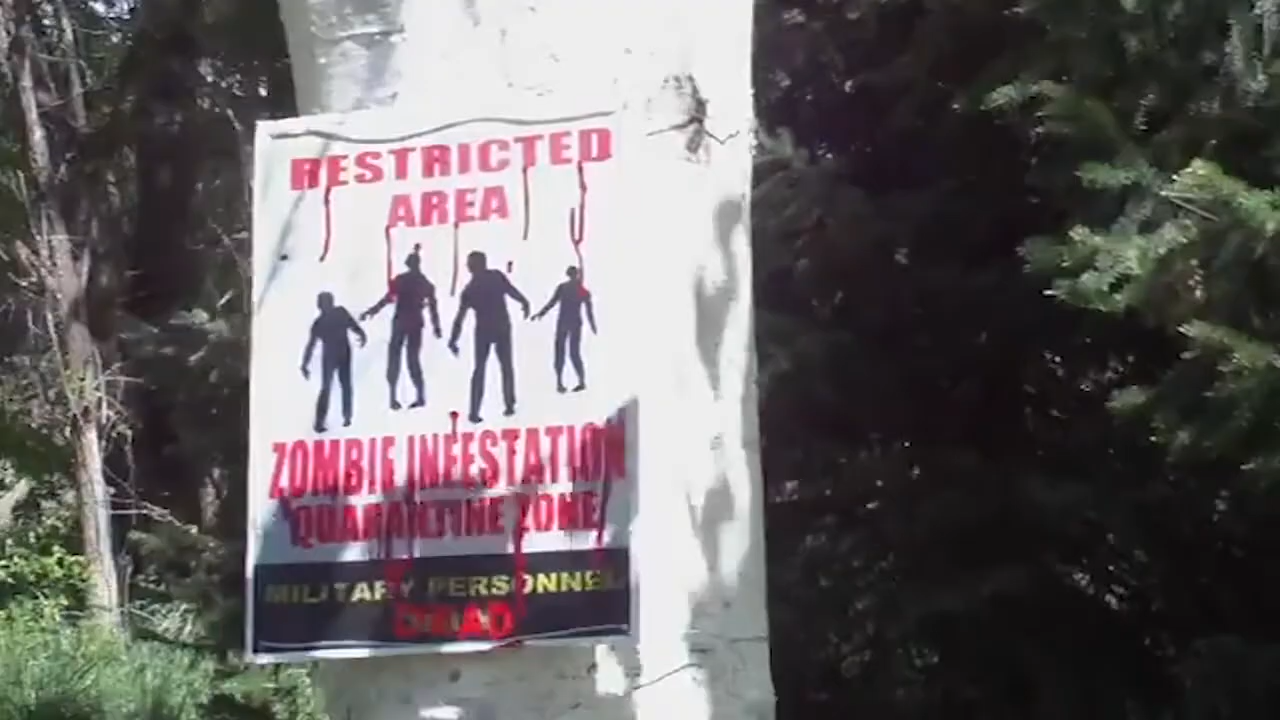 RESTRICTED
AREA
ZOMBIE INFESTATION
QUARANTINE ZONE
MILITARY PERSONNEL
DEAD